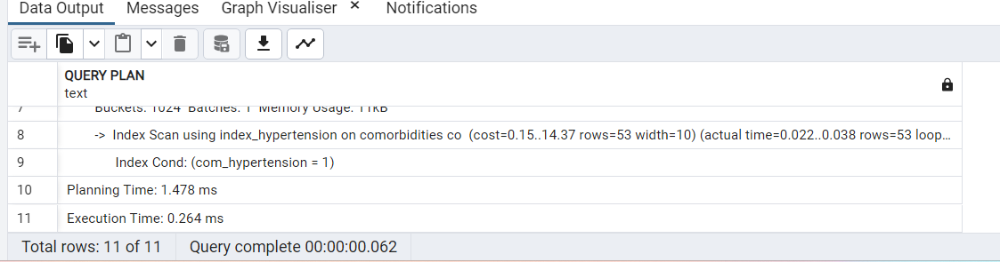 Data Output Messages Graph Visualiser × Notifications
QUERY PLAN
text
7 Buckets: 1024 Batches: 1 Memory Usage: 11kB
8 -> Index Scan using index_hypertension on comorbidities co (cost=0.15..14.37 rows=53 width=10) (actual time=0.022..0.038 rows=53 loop...
9 Index Cond: (com_hypertension = 1)
10 Planning Time: 1.478 ms
11 Execution Time: 0.264 ms
Total rows: 11 of 11 Query complete 00:00:00.062